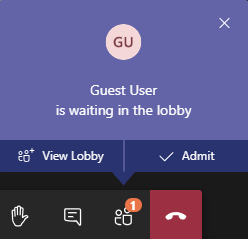 GU
Guest User
is waiting in the lobby
View Lobby
Admit
1